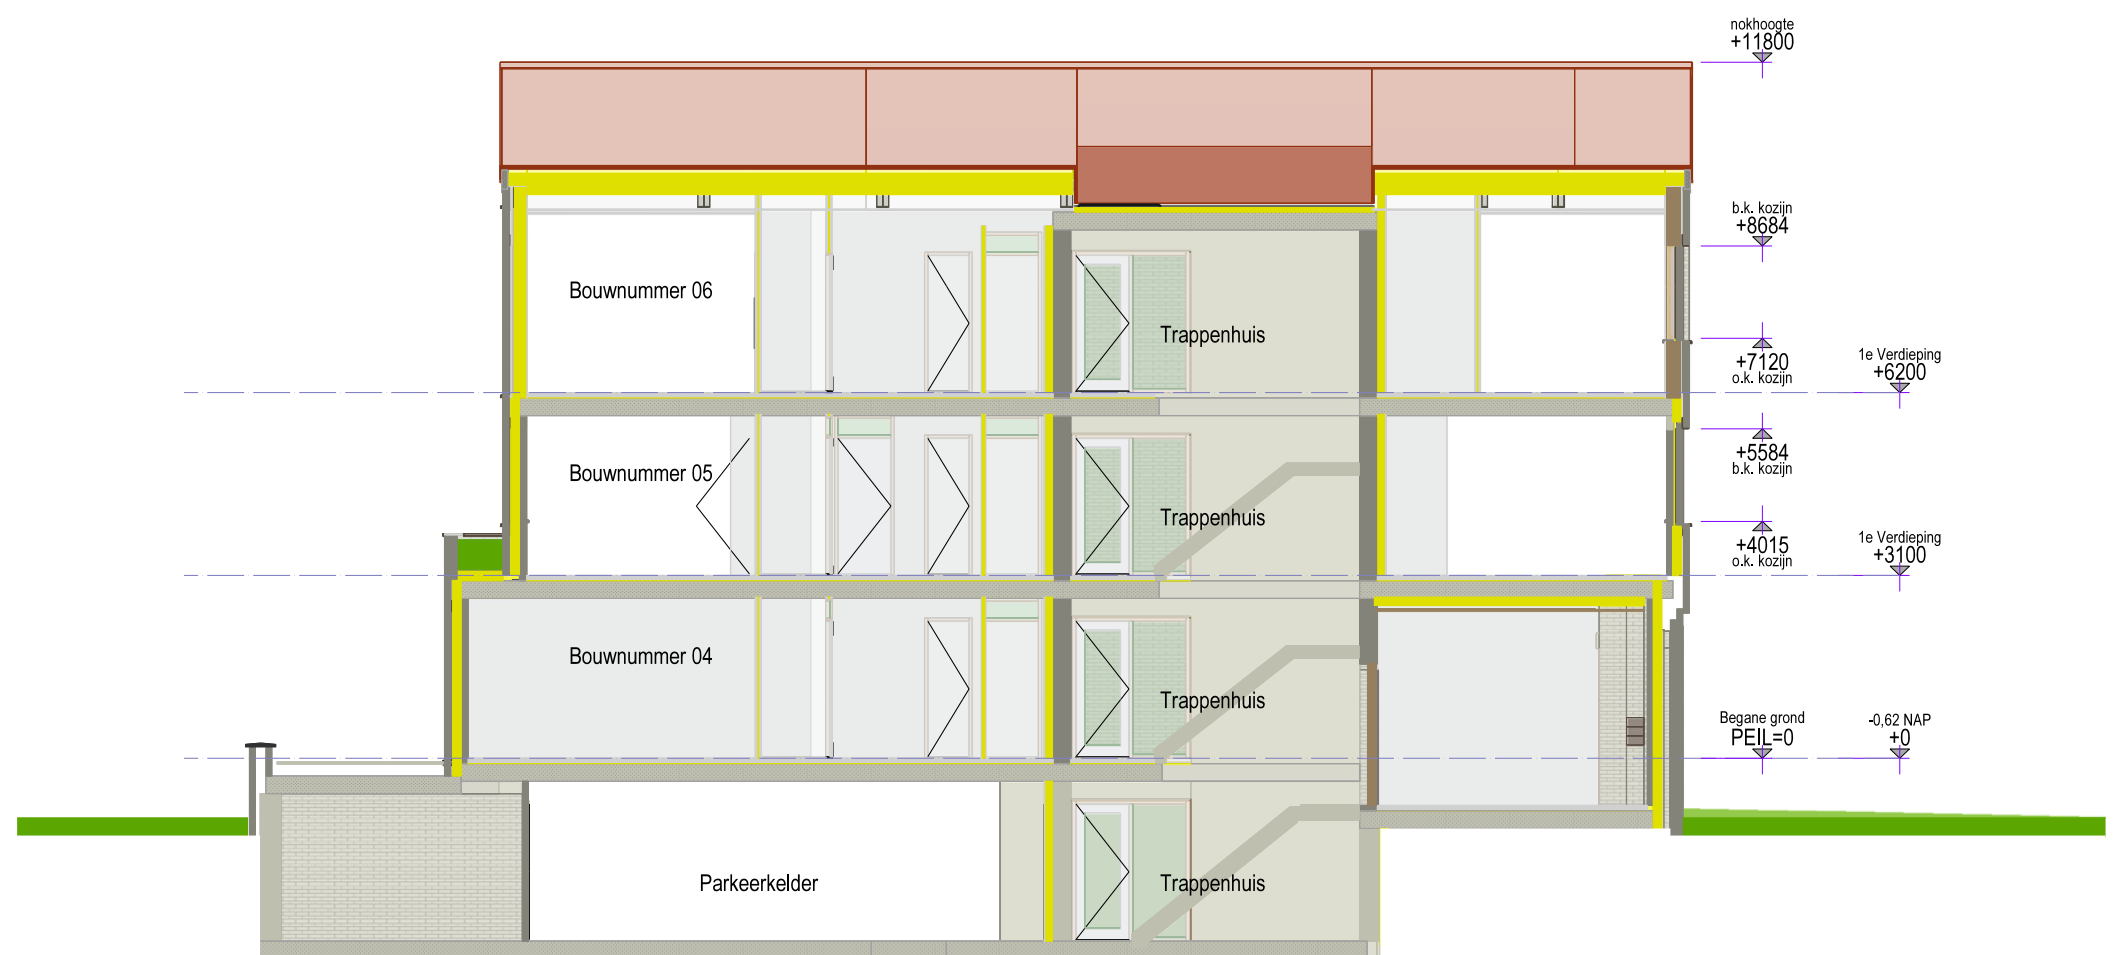 nokhoogte
+11800
b.k. kozijn
+8684
Bouwnummer 06
Trappenhuis
+7120
o.k. kozijn
1e Verdieping
+6200
Bouwnummer 05
Trappenhuis
+5584
b.k. kozijn
+4015
o.k. kozijn
1e Verdieping
+3100
Bouwnummer 04
Trappenhuis
Begane grond
PEIL=0
-0,62 NAP
+0
Parkeerkelder
Trappenhuis